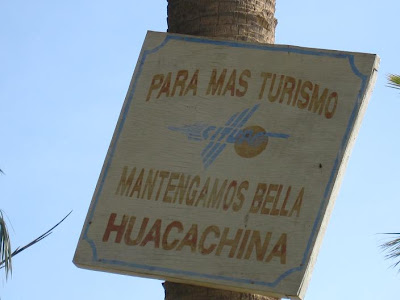 PARA MAS TURISMO
MANTENGAMOS BELLA
HUACACHINA